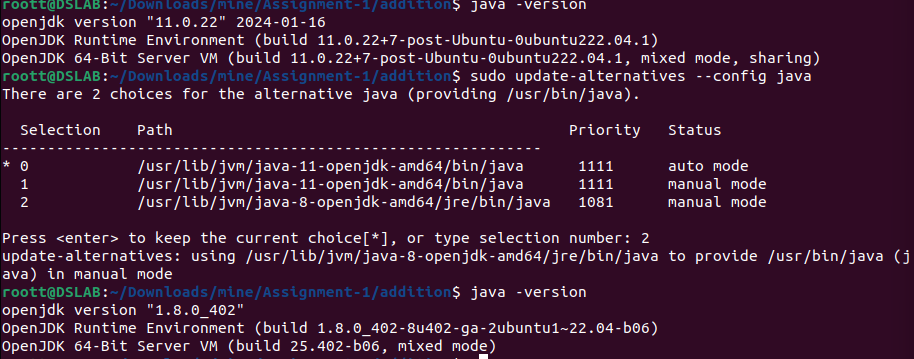 roott@DSLAB:~/Downloads/mine/Assignment-1/addition$ java -version
openjdk version "11.0.22" 2024-01-16
OpenJDK Runtime Environment (build 11.0.22+7-post-Ubuntu-0ubuntu222.04.1)
OpenJDK 64-Bit Server VM (build 11.0.22+7-post-Ubuntu-0ubuntu222.04.1, mixed mode, sharing)
roott@DSLAB:~/Downloads/mine/Assignment-1/addition$ sudo update-alternatives --config java
There are 2 choices for the alternative java (providing /usr/bin/java).
  Selection    Path                                            Priority   Status
------------------------------------------------------------
* 0            /usr/lib/jvm/java-11-openjdk-amd64/bin/java      1111      auto mode
  1            /usr/lib/jvm/java-11-openjdk-amd64/bin/java      1111      manual mode
  2            /usr/lib/jvm/java-8-openjdk-amd64/jre/bin/java   1081      manual mode
Press <enter> to keep the current choice[*], or type selection number: 2
update-alternatives: using /usr/lib/jvm/java-8-openjdk-amd64/jre/bin/java to provide /usr/bin/java (j
ava) in manual mode
roott@DSLAB:~/Downloads/mine/Assignment-1/addition$ java -version
openjdk version "1.8.0_402"
OpenJDK Runtime Environment (build 1.8.0_402-8u402-ga-2ubuntu1~22.04-b06)
OpenJDK 64-Bit Server VM (build 25.402-b06, mixed mode)